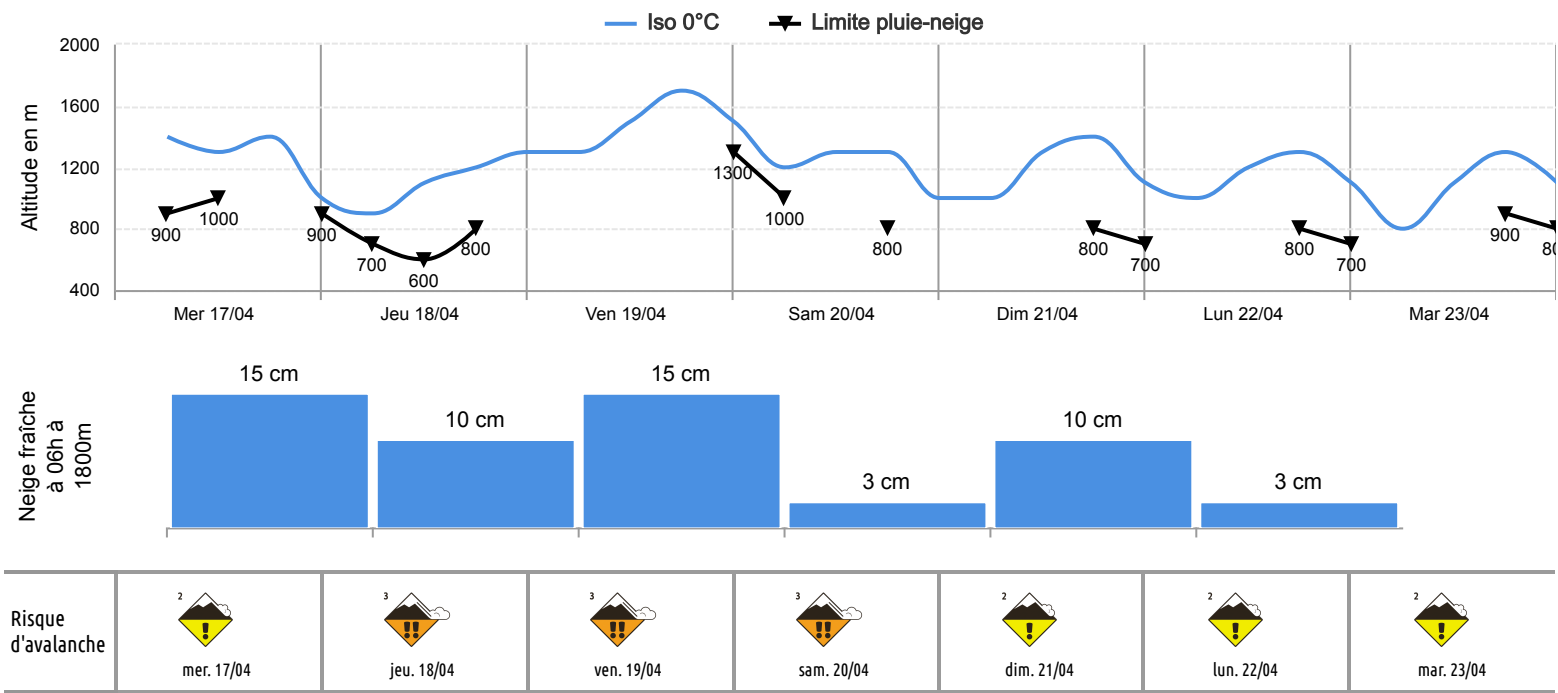 Iso 0°C
Limite pluie-neige
2000
1600
1200
800
400
Altitude en m
900
1000
900
700
600
800
1300
1000
800
800
700
800
700
900
80
Mer 17/04
Jeu 18/04
Ven 19/04
Sam 20/04
Dim 21/04
Lun 22/04
Mar 23/04
Neige fraîche
à 06h à
1800m
15 cm
10 cm
15 cm
3 cm
10 cm
3 cm
Risque
d'avalanche
2
!
mer. 17/04
3
!!
jeu. 18/04
3
!!
ven. 19/04
3
!!
sam. 20/04
2
!
dim. 21/04
2
!
lun. 22/04
2
!
mar. 23/04